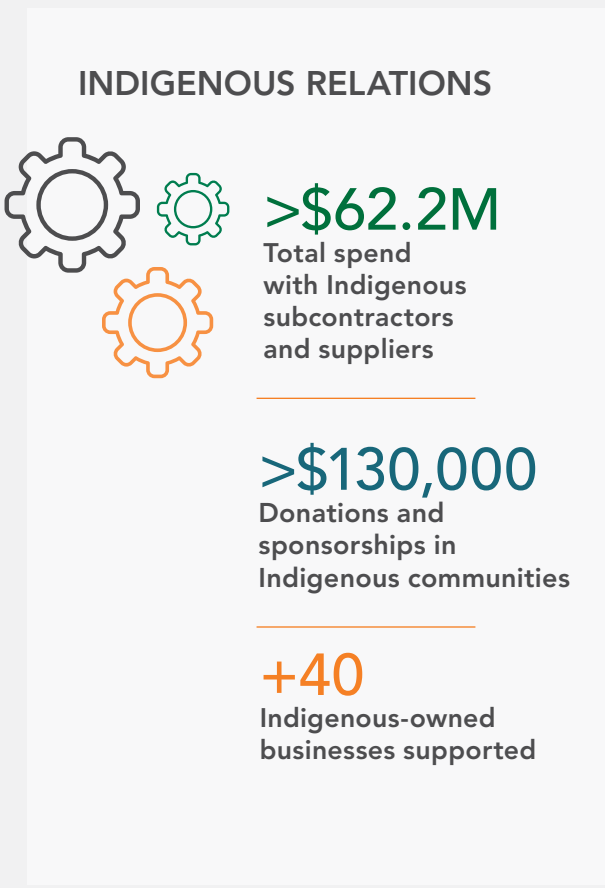 INDIGENOUS RELATIONS
>$62.2M
Total spend
with Indigenous
subcontractors
and suppliers
>$130,000
Donations and
sponsorships in
Indigenous communities
+40
Indigenous-owned
businesses supported